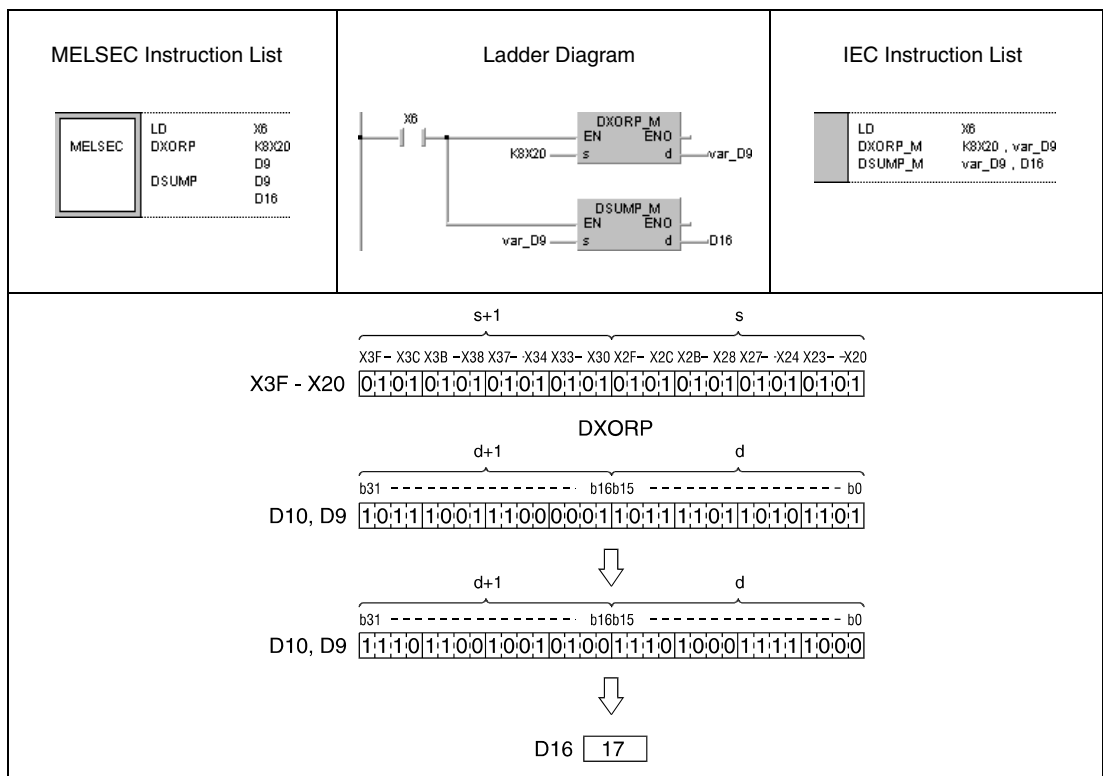 MELSEC Instruction List
MELSEC
LD X6
DXORP K8X20
D9
DSUMP D9
D16
Ladder Diagram
X6
DXORP_M
EN ENO
K8X20 s d var_D9
DSUMP_M
EN ENO
var_D9 s d D16
IEC Instruction List
LD X6
DXORP_M K8X20 , var_D9
DSUMP_M var_D9 , D16
s+1 s
X3F - X3C X3B - X38 X37 - X34 X33 - X30 X2F - X2C X2B - X28 X27 - X24 X23 - X20
X3F - X20 0 1 0 1 0 1 0 1 0 1 0 1 0 1 0 1 0 1 0 1 0 1 0 1 0 1 0 1 0 1 0 1
DXORP
d+1 d
b31 - - - - - - - - - - - - - - - - - b16 b15 - - - - - - - - - - - - - - - - - b0
D10, D9 1 0 1 1 1 0 0 1 1 1 0 0 0 0 0 1 1 0 1 1 1 1 0 1 1 0 1 0 1 1 0 1
d+1 d
b31 - - - - - - - - - - - - - - - - - b16 b15 - - - - - - - - - - - - - - - - - b0
D10, D9 1 1 1 0 1 1 0 0 1 0 0 1 0 1 0 0 1 1 1 0 1 0 0 0 1 1 1 1 1 0 0 0
D16 17